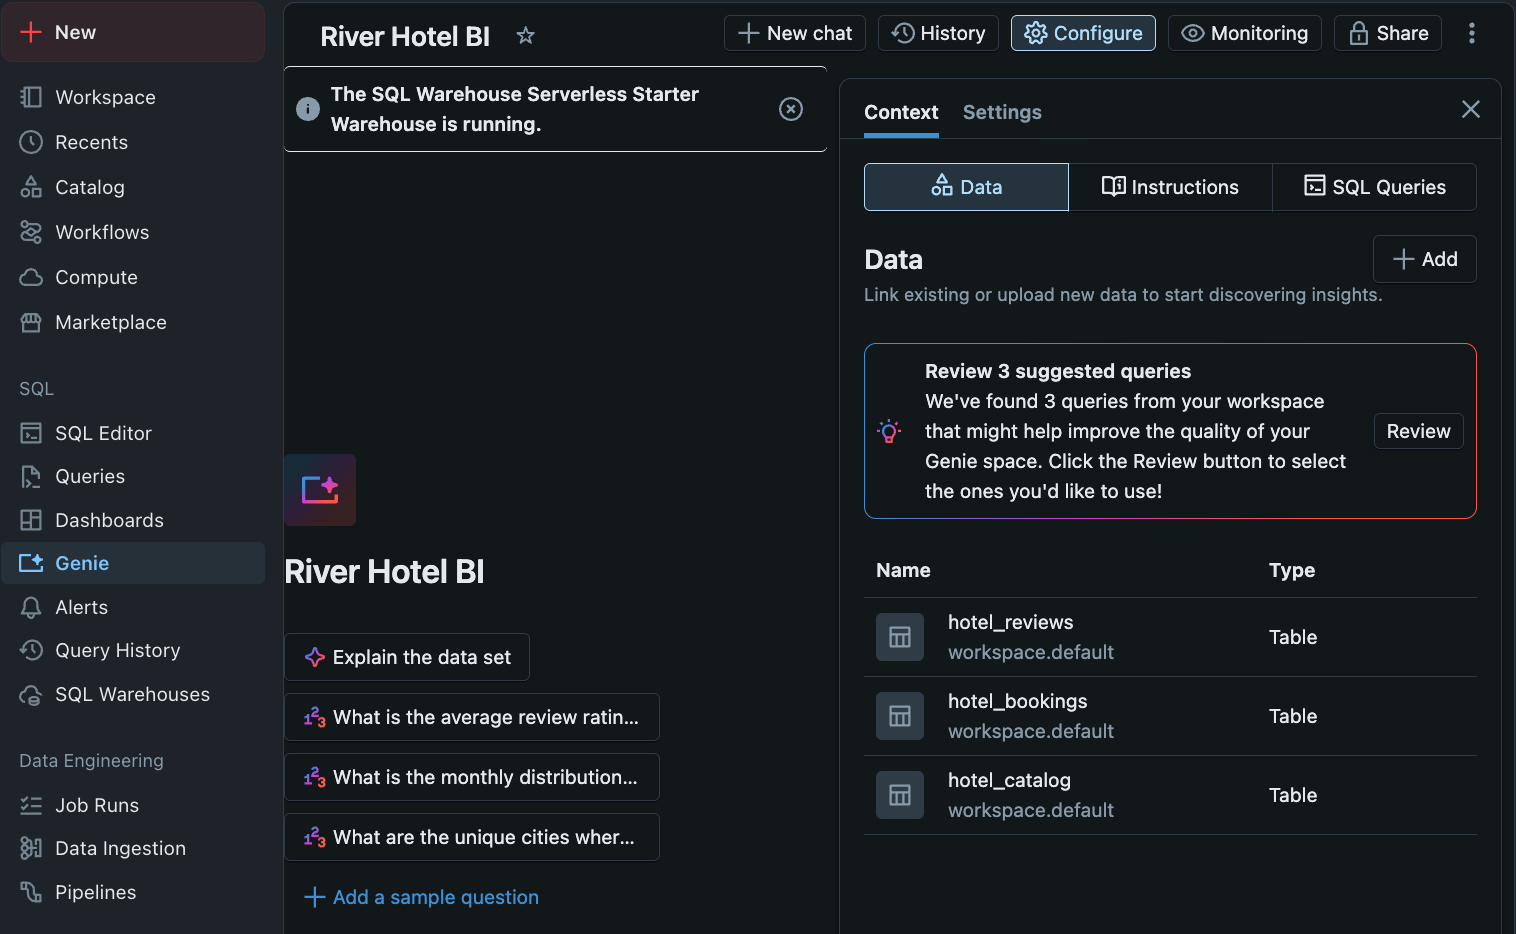 New
Workspace
Recents
Catalog
Workflows
Compute
Marketplace
SQL
SQL Editor
Queries
Dashboards
Genie
Alerts
Query History
SQL Warehouses
Data Engineering
Job Runs
Data Ingestion
Pipelines
River Hotel BI
New chat
History
Configure
Monitoring
Share
The SQL Warehouse Serverless Starter
Warehouse is running.
River Hotel BI
Explain the data set
What is the average review ratin...
What is the monthly distribution...
What are the unique cities wher...
Add a sample question
Context
Settings
Data
Instructions
SQL Queries
Data
Add
Link existing or upload new data to start discovering insights.
Review 3 suggested queries
We've found 3 queries from your workspace
that might help improve the quality of your
Genie space. Click the Review button to select
the ones you'd like to use!
Review
Name
Type
hotel_reviews
workspace.default
Table
hotel_bookings
workspace.default
Table
hotel_catalog
workspace.default
Table